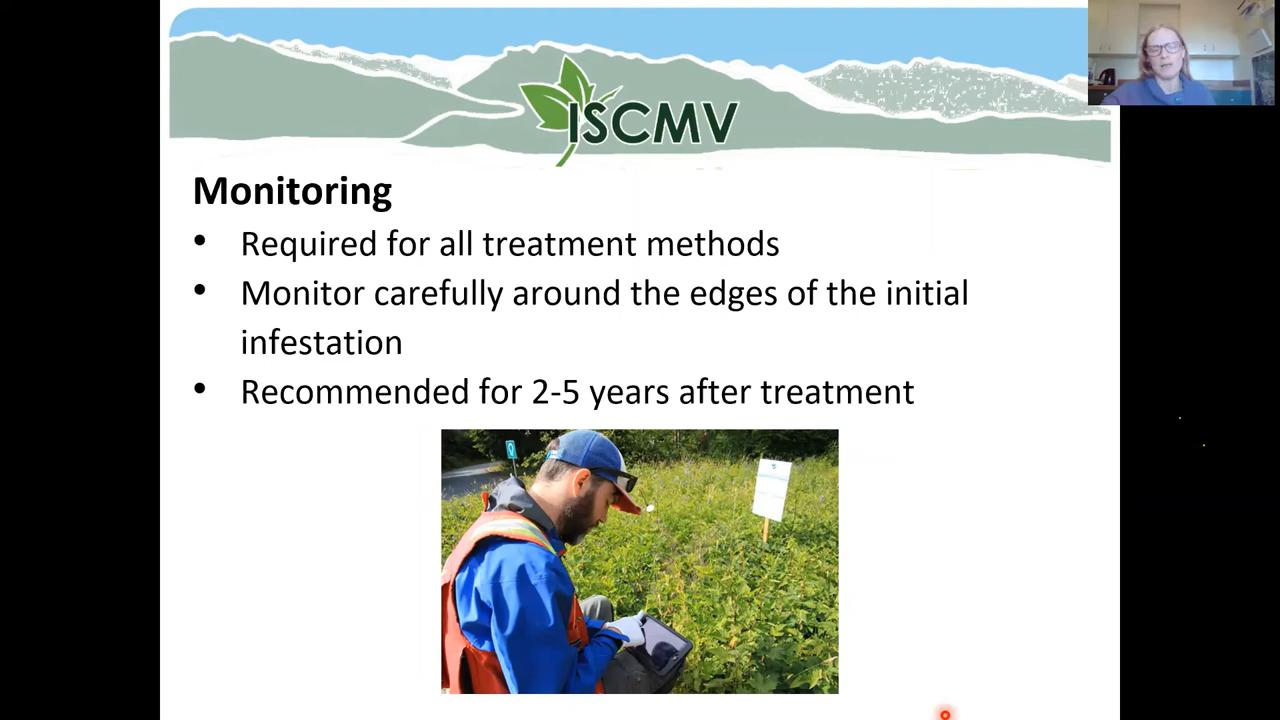 ISCMV
Monitoring
• Required for all treatment methods
• Monitor carefully around the edges of the initial
infestation
• Recommended for 2-5 years after treatment